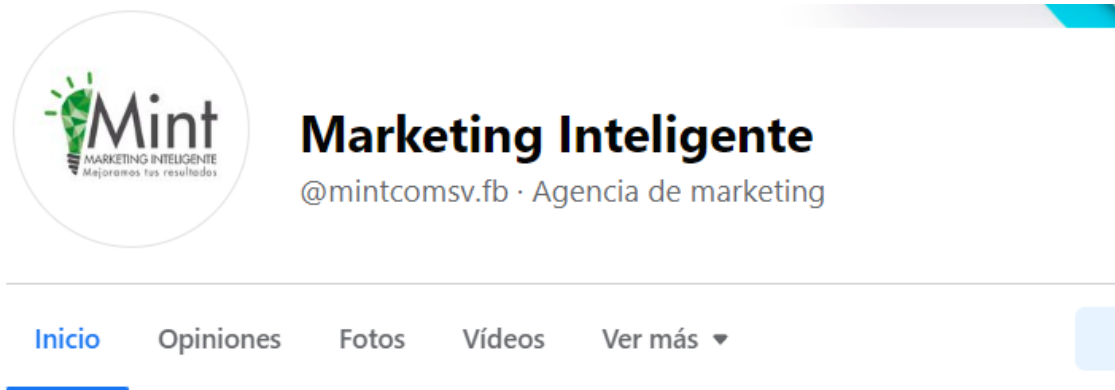 Mint
MARKETING INTELIGENTE
Mejoramos tus resultados
Marketing Inteligente
@mintcomsv.fb · Agencia de marketing
Inicio Opiniones Fotos Vídeos Ver más